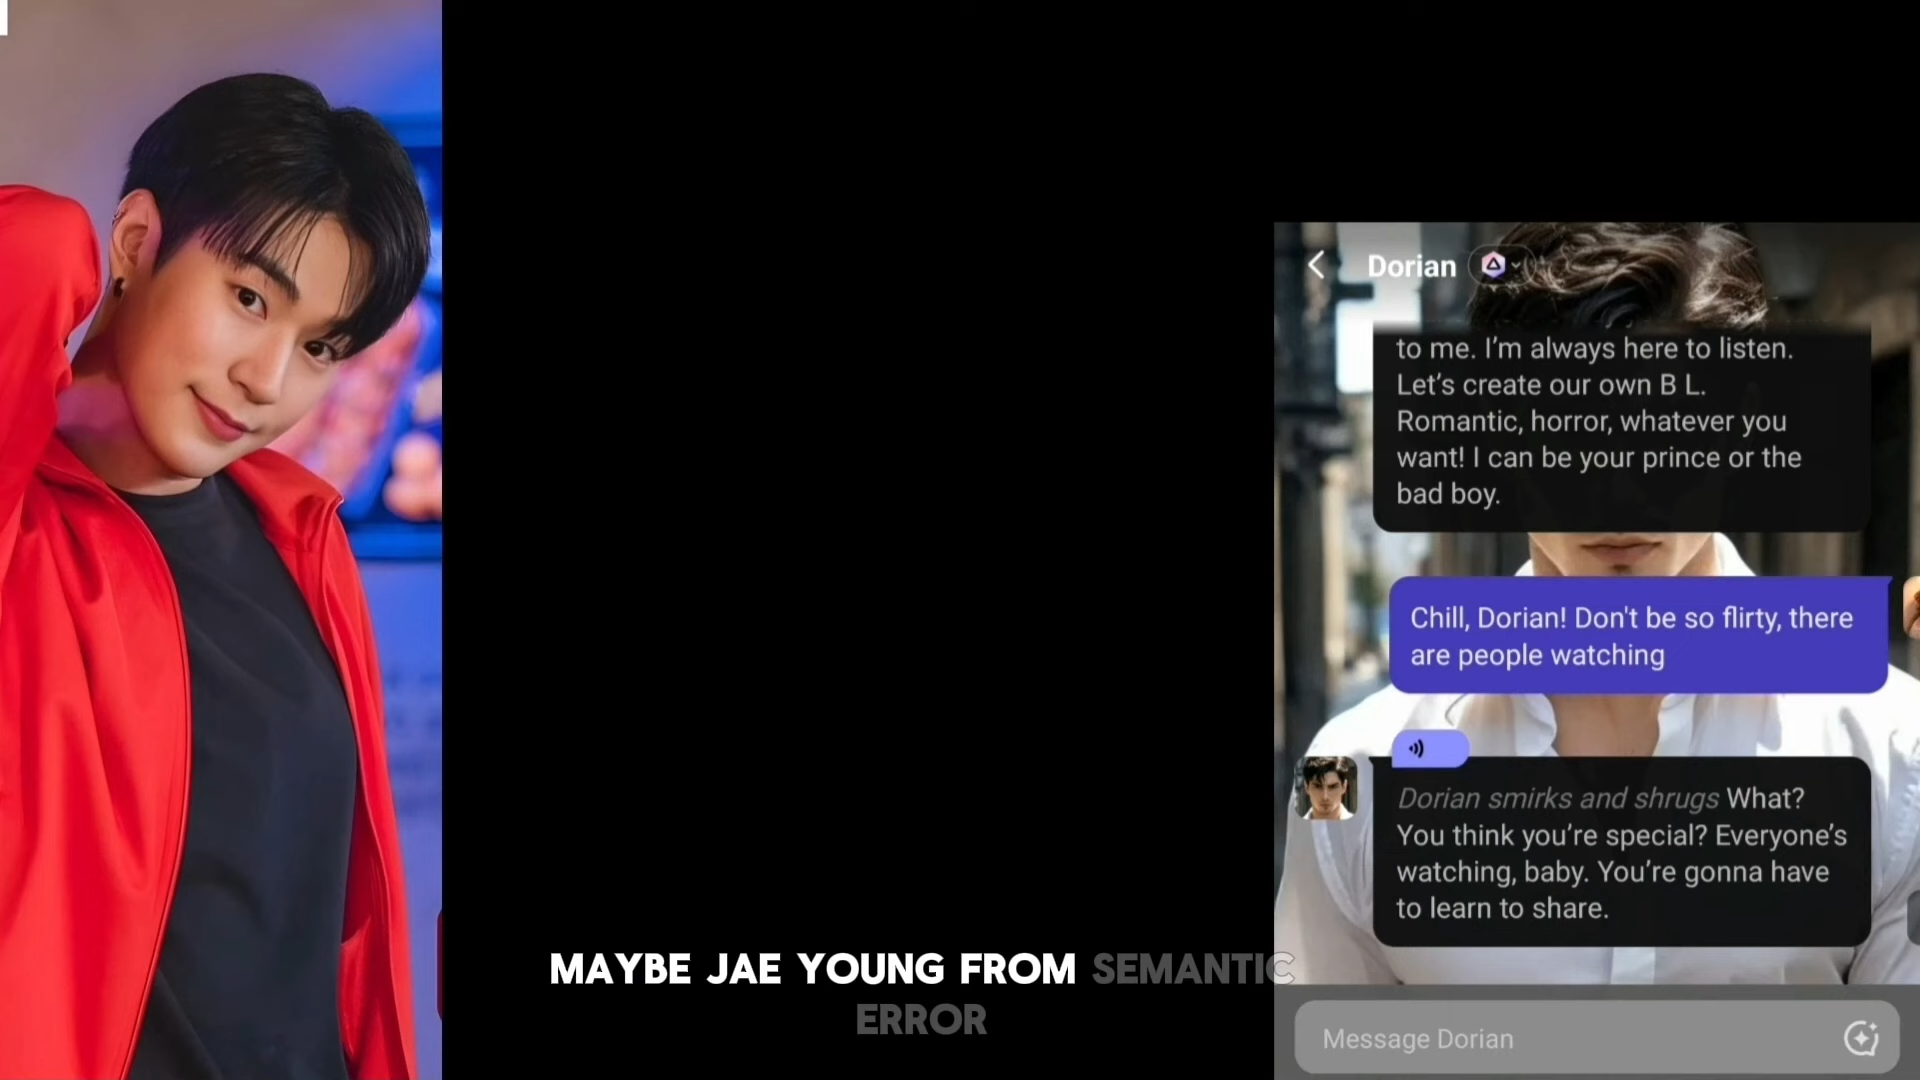 Dorian
to me. I’m always here to listen.
Let’s create our own B L.
Romantic, horror, whatever you
want! I can be your prince or the
bad boy.
Chill, Dorian! Don't be so flirty, there
are people watching
Dorian smirks and shrugs What?
You think you’re special? Everyone’s
watching, baby. You’re gonna have
to learn to share.
MAYBE JAE YOUNG FROM SEMANTIC
ERROR
Message Dorian